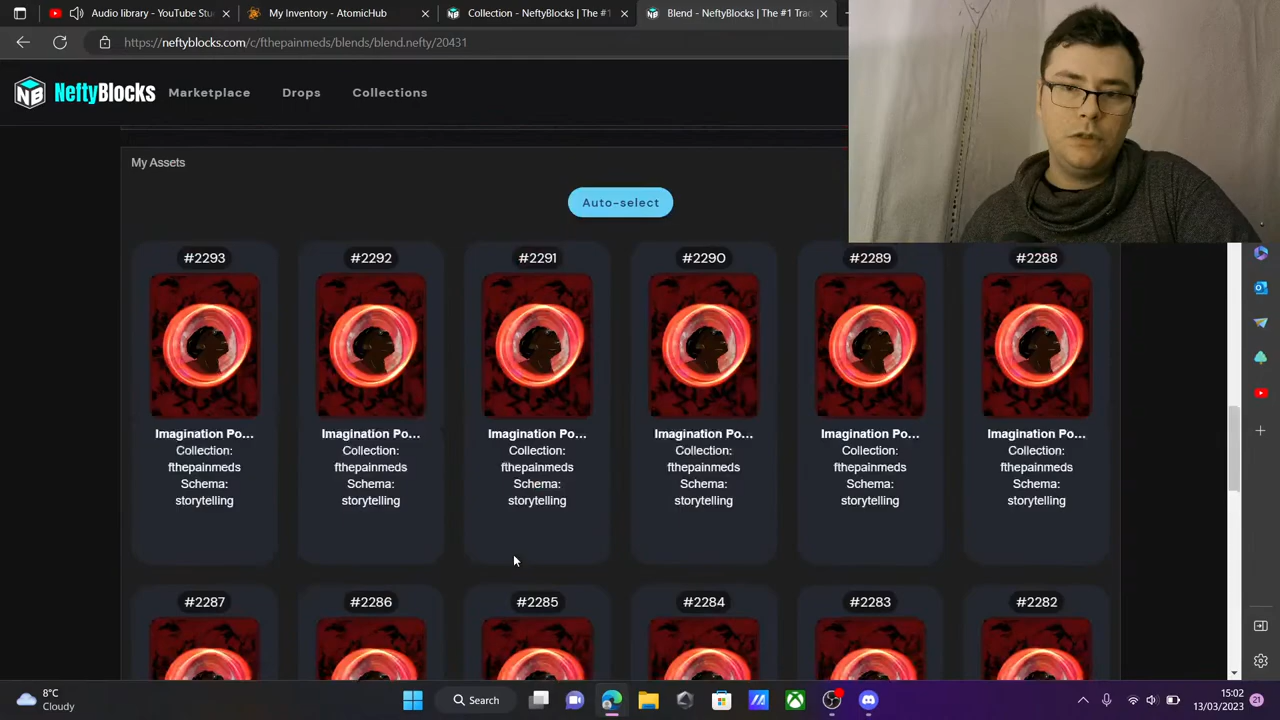 Audio library - YouTube Stu
My Inventory - AtomicHub
Collection - NeftyBlocks | The #1
Blend - NeftyBlocks | The #1 Trac
https://neftyblocks.com/c/fthepainmeds/blends/blend.nefty/20431
NB NeftyBlocks Marketplace Drops Collections
My Assets
Auto-select
#2293 #2292 #2291 #2290 #2289 #2288
Imagination Po... Imagination Po... Imagination Po... Imagination Po... Imagination Po... Imagination Po...
Collection: Collection: Collection: Collection: Collection: Collection:
fthepainmeds fthepainmeds fthepainmeds fthepainmeds fthepainmeds fthepainmeds
Schema: Schema: Schema: Schema: Schema: Schema:
storytelling storytelling storytelling storytelling storytelling storytelling
#2287 #2286 #2285 #2284 #2283 #2282
8°C
Cloudy
Search
15:02
13/03/2023
21